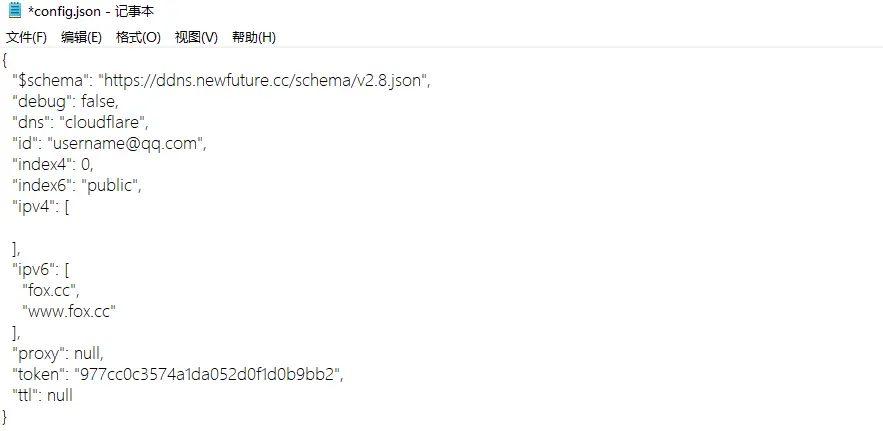 *config.json - 记事本
文件(F) 编辑(E) 格式(O) 视图(V) 帮助(H)
{
  "$schema": "https://ddns.newfuture.cc/schema/v2.8.json",
  "debug": false,
  "dns": "cloudflare",
  "id": "username@qq.com",
  "index4": 0,
  "index6": "public",
  "ipv4": [
  ],
  "ipv6": [
    "fox.cc",
    "www.fox.cc"
  ],
  "proxy": null,
  "token": "977cc0c3574a1da052d0f1d0b9bb2",
  "ttl": null
}